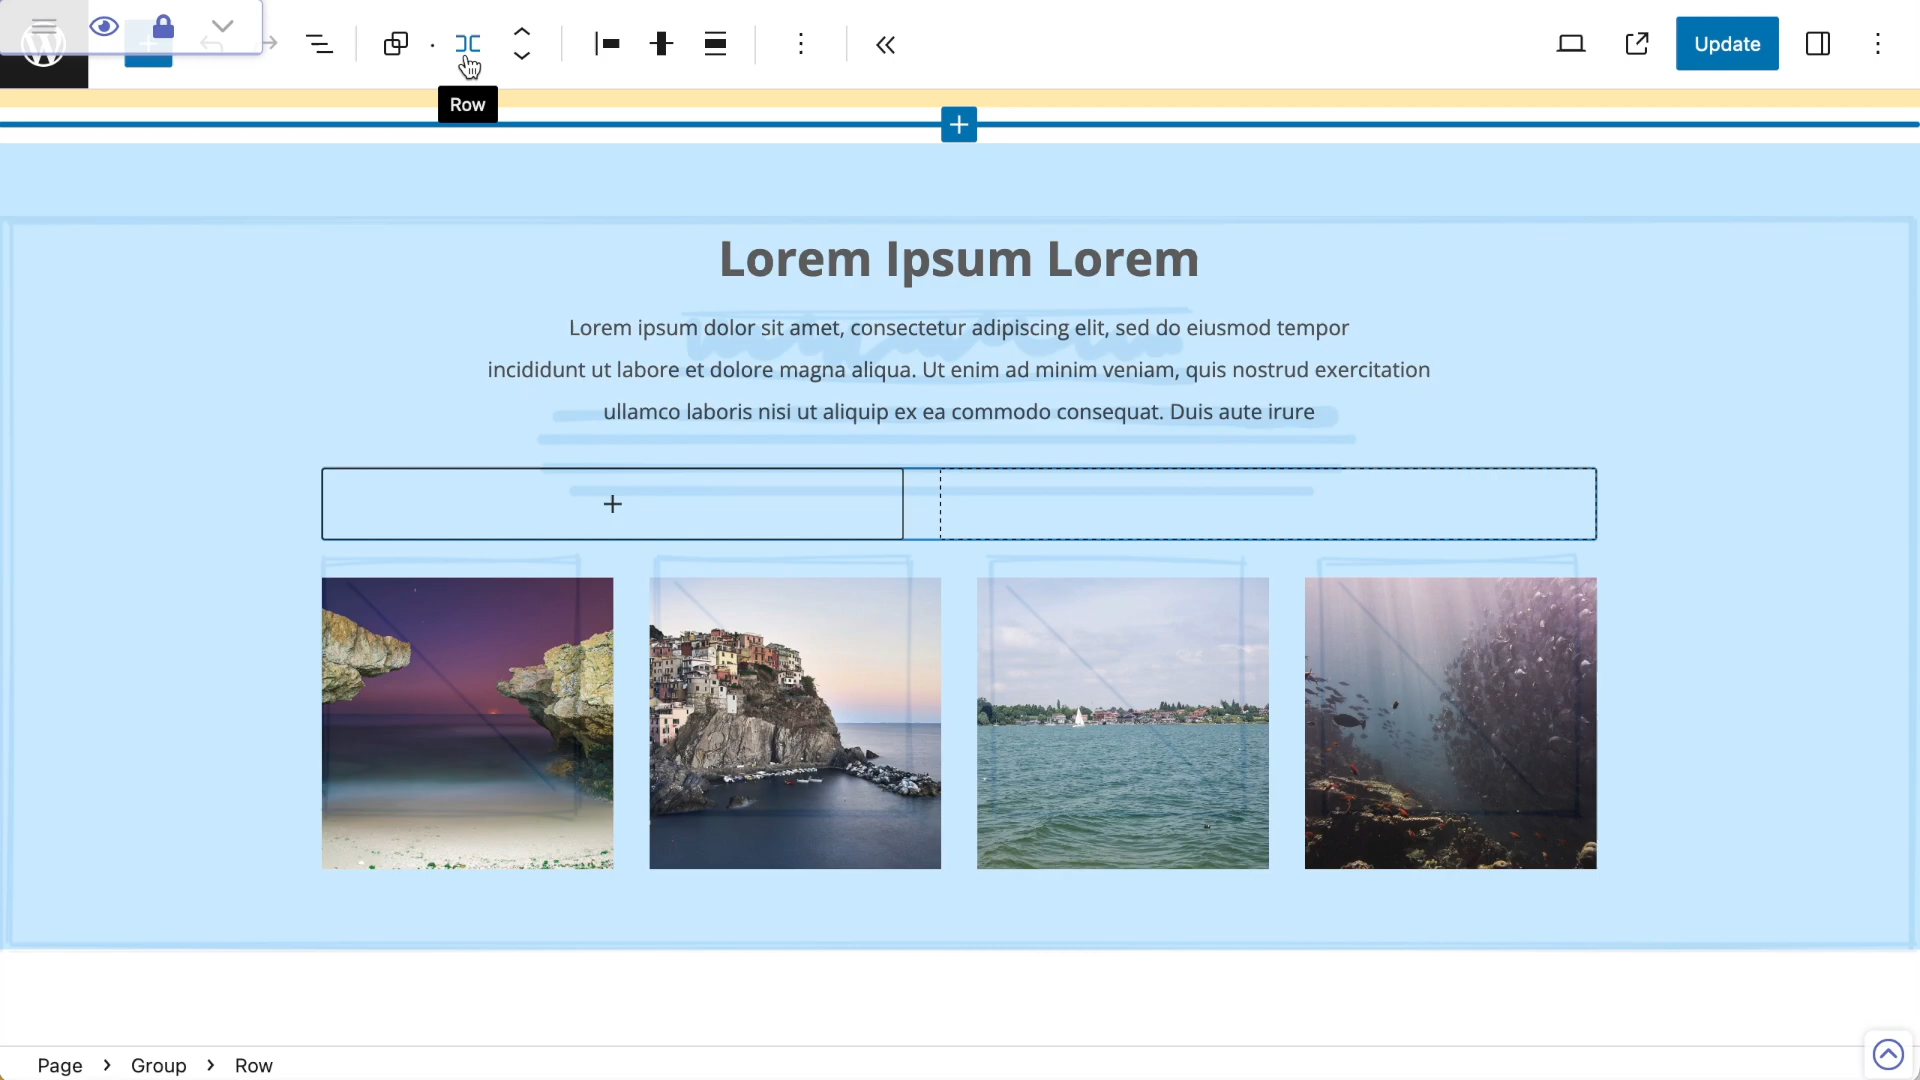 Update
Row
Lorem Ipsum Lorem
Lorem ipsum dolor sit amet, consectetur adipiscing elit, sed do eiusmod tempor
incididunt ut labore et dolore magna aliqua. Ut enim ad minim veniam, quis nostrud exercitation
ullamco laboris nisi ut aliquip ex ea commodo consequat. Duis aute irure
Page > Group > Row